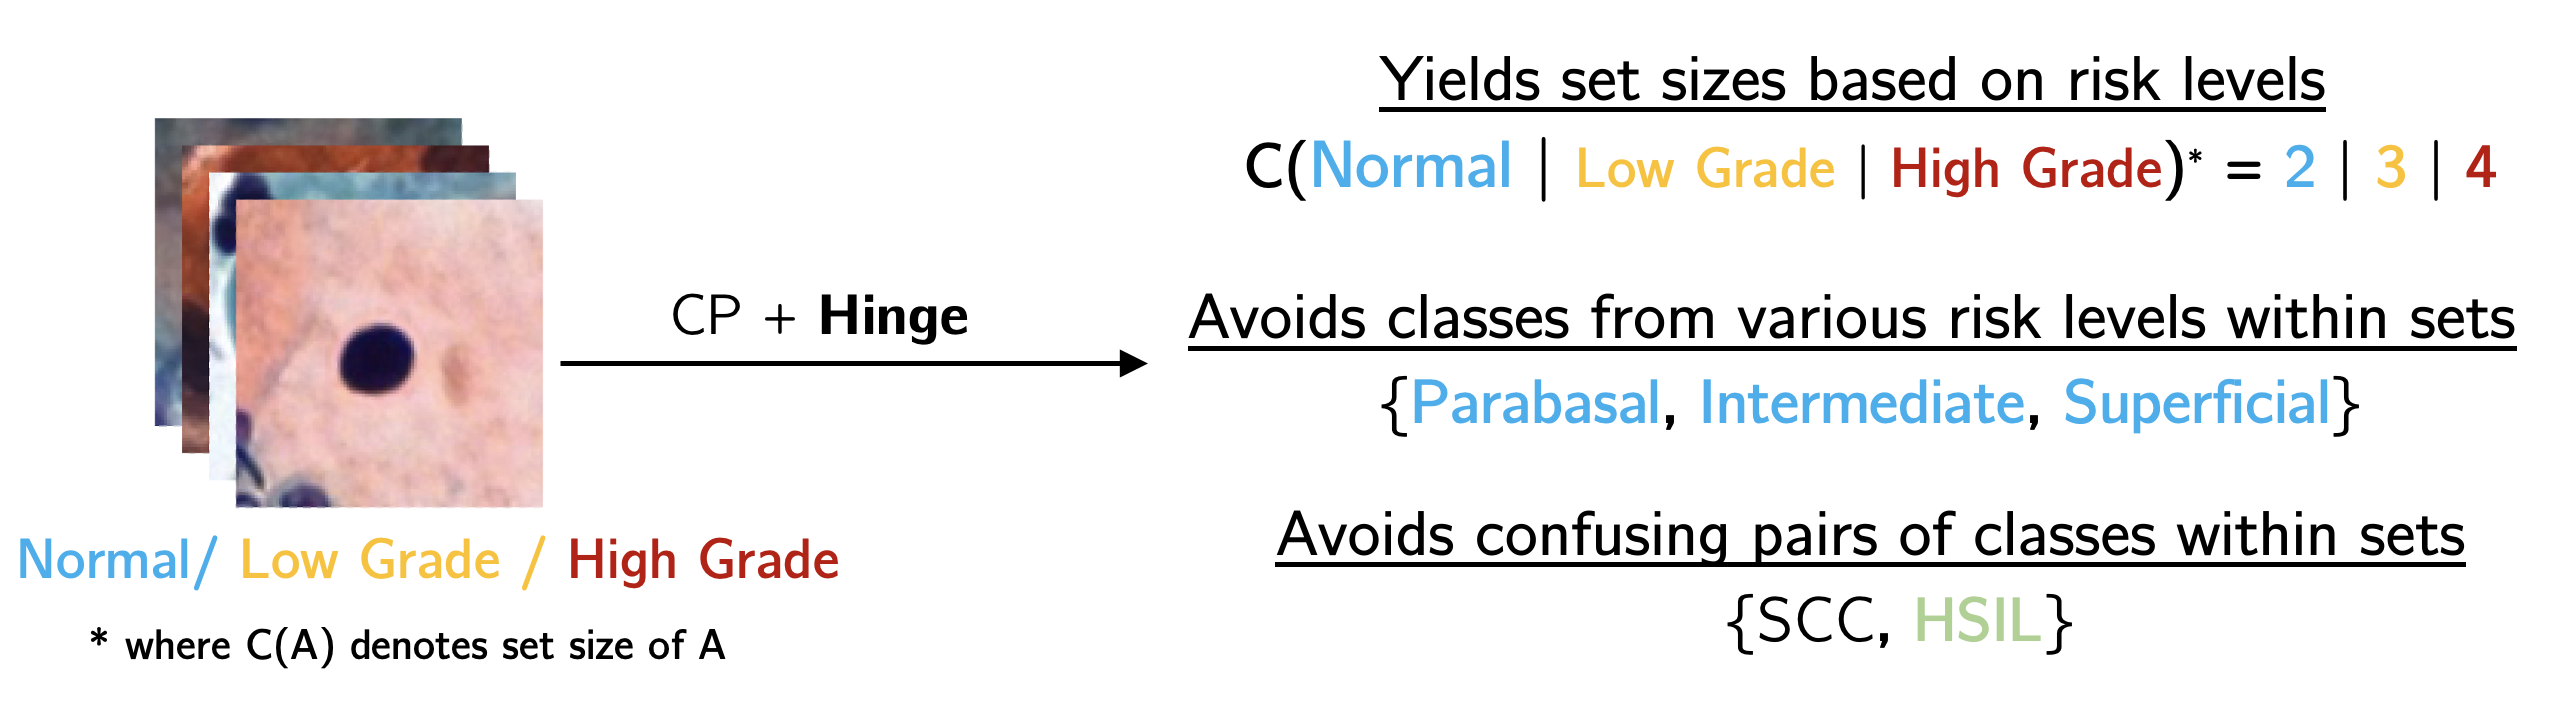 Yields set sizes based on risk levels
C(Normal | Low Grade | High Grade)* = 2 | 3 | 4
CP + Hinge
Avoids classes from various risk levels within sets
{Parabasal, Intermediate, Superficial}
Avoids confusing pairs of classes within sets
{SCC, HSIL}
Normal/ Low Grade / High Grade
* where C(A) denotes set size of A